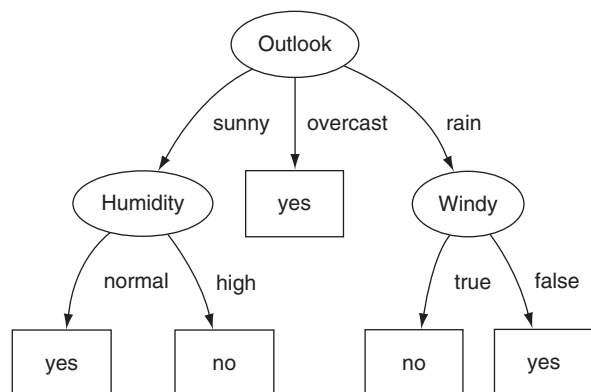 Outlook
sunny overcast rain
Humidity yes Windy
normal high true false
yes no no yes